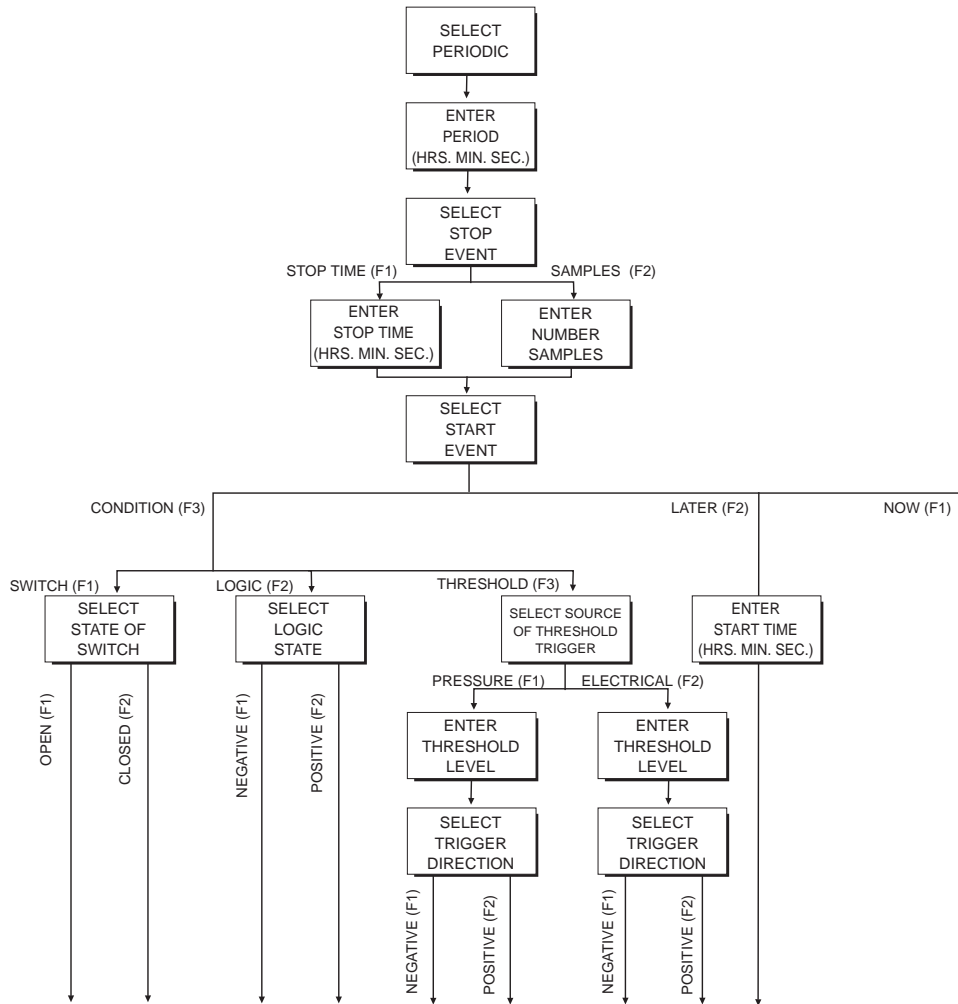 SELECT
PERIODIC
ENTER
PERIOD
(HRS. MIN. SEC.)
SELECT
STOP
EVENT
STOP TIME (F1)
SAMPLES (F2)
ENTER
STOP TIME
(HRS. MIN. SEC.)
ENTER
NUMBER
SAMPLES
SELECT
START
EVENT
CONDITION (F3)
LATER (F2)
NOW (F1)
SWITCH (F1)
LOGIC (F2)
THRESHOLD (F3)
SELECT
STATE OF
SWITCH
SELECT
LOGIC
STATE
SELECT SOURCE
OF THRESHOLD
TRIGGER
ENTER
START TIME
(HRS. MIN. SEC.)
PRESSURE (F1)
ELECTRICAL (F2)
OPEN (F1)
CLOSED (F2)
NEGATIVE (F1)
POSITIVE (F2)
ENTER
THRESHOLD
LEVEL
ENTER
THRESHOLD
LEVEL
SELECT
TRIGGER
DIRECTION
SELECT
TRIGGER
DIRECTION
NEGATIVE (F1)
POSITIVE (F2)
NEGATIVE (F1)
POSITIVE (F2)